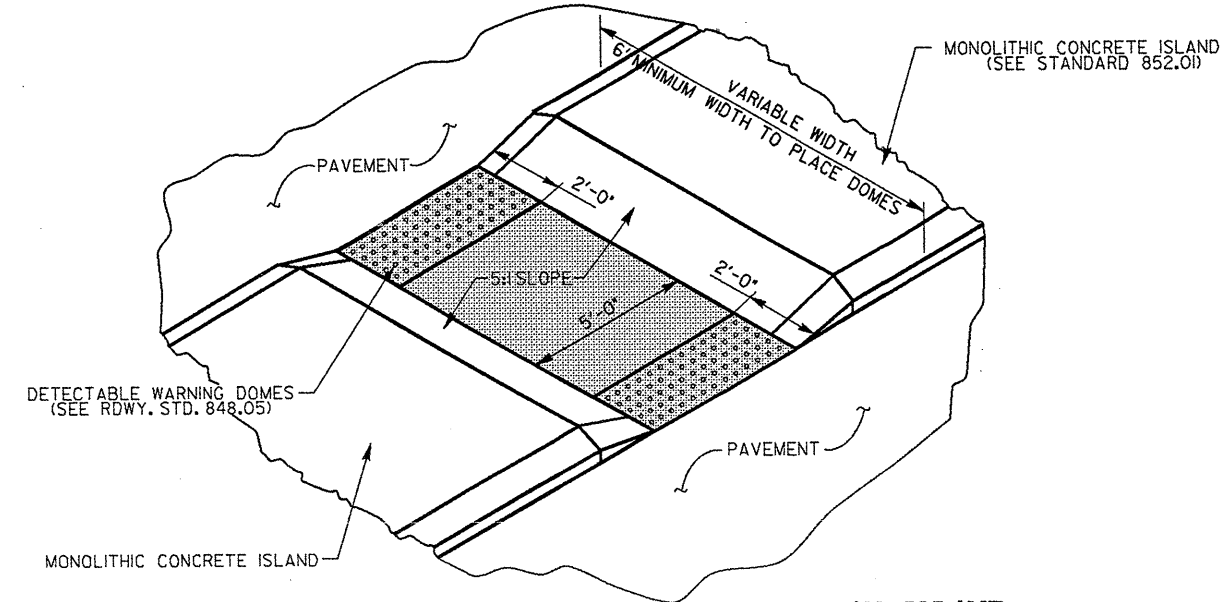 MONOLITHIC CONCRETE ISLAND
(SEE STANDARD 852.01)
VARIABLE WIDTH
6' MINIMUM WIDTH TO PLACE DOMES
PAVEMENT
2'-0"
5:1 SLOPE
2'-0"
5'-0"
DETECTABLE WARNING DOMES
(SEE RDWY. STD. 848.05)
PAVEMENT
MONOLITHIC CONCRETE ISLAND